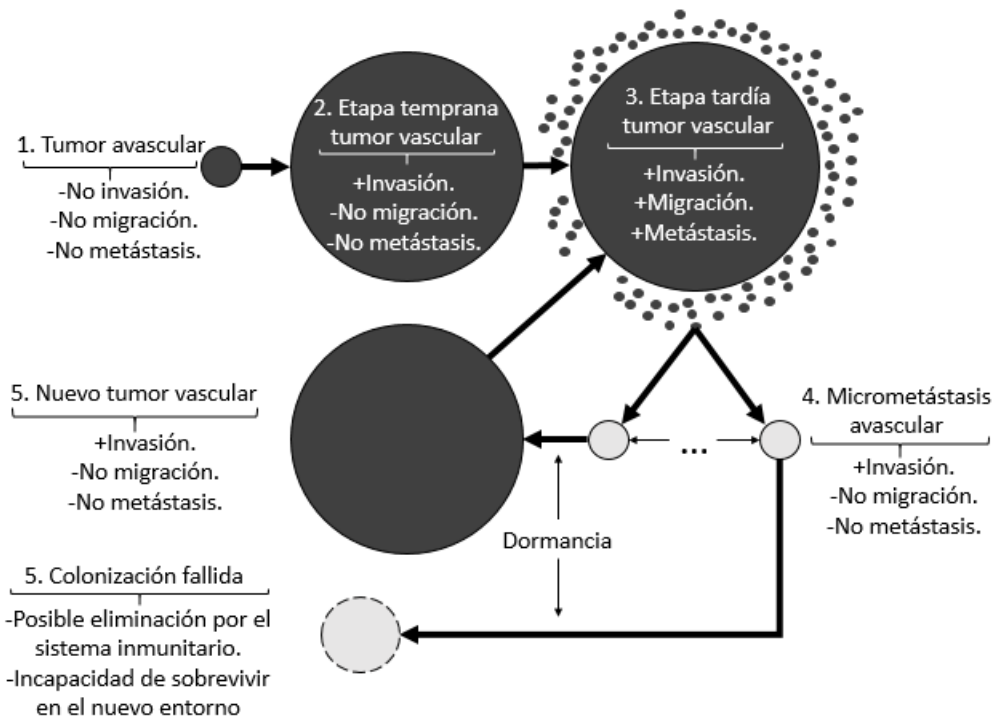 1. Tumor avascular
-No invasión.
-No migración.
-No metástasis.
2. Etapa temprana
tumor vascular
+Invasión.
-No migración.
-No metástasis.
3. Etapa tardía
tumor vascular
+Invasión.
+Migración.
+Metástasis.
4. Micrometástasis
avascular
+Invasión.
-No migración.
-No metástasis.
...
5. Nuevo tumor vascular
+Invasión.
-No migración.
-No metástasis.
Dormancia
5. Colonización fallida
-Posible eliminación por el
sistema inmunitario.
-Incapacidad de sobrevivir
en el nuevo entorno